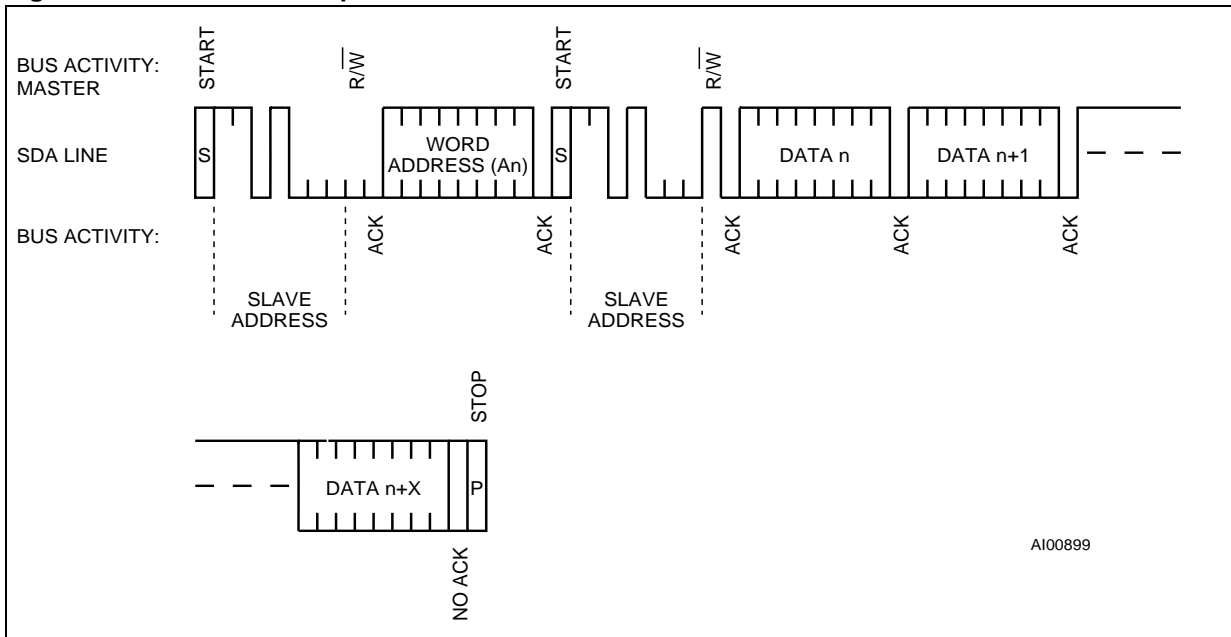 START
R/W
START
R/W
BUS ACTIVITY:
MASTER
SDA LINE
S
WORD
ADDRESS (An)
S
DATA n
DATA n+1
BUS ACTIVITY:
ACK
ACK
ACK
ACK
ACK
SLAVE
ADDRESS
SLAVE
ADDRESS
STOP
DATA n+X
P
NO ACK
AI00899